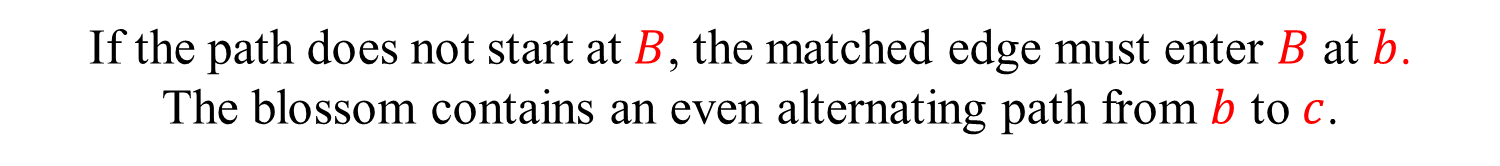 If the path does not start at B, the matched edge must enter B at b.
The blossom contains an even alternating path from b to c.